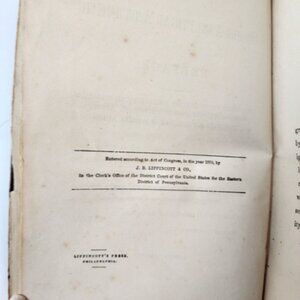 Entered according to Act of Congress, in the year 1870, by
J. B. LIPPINCOTT & CO.,
In the Clerk's Office of the District Court of the United States for the Eastern
District of Pennsylvania.
LIPPINCOTT'S PRESS,
PHILADELPHIA.